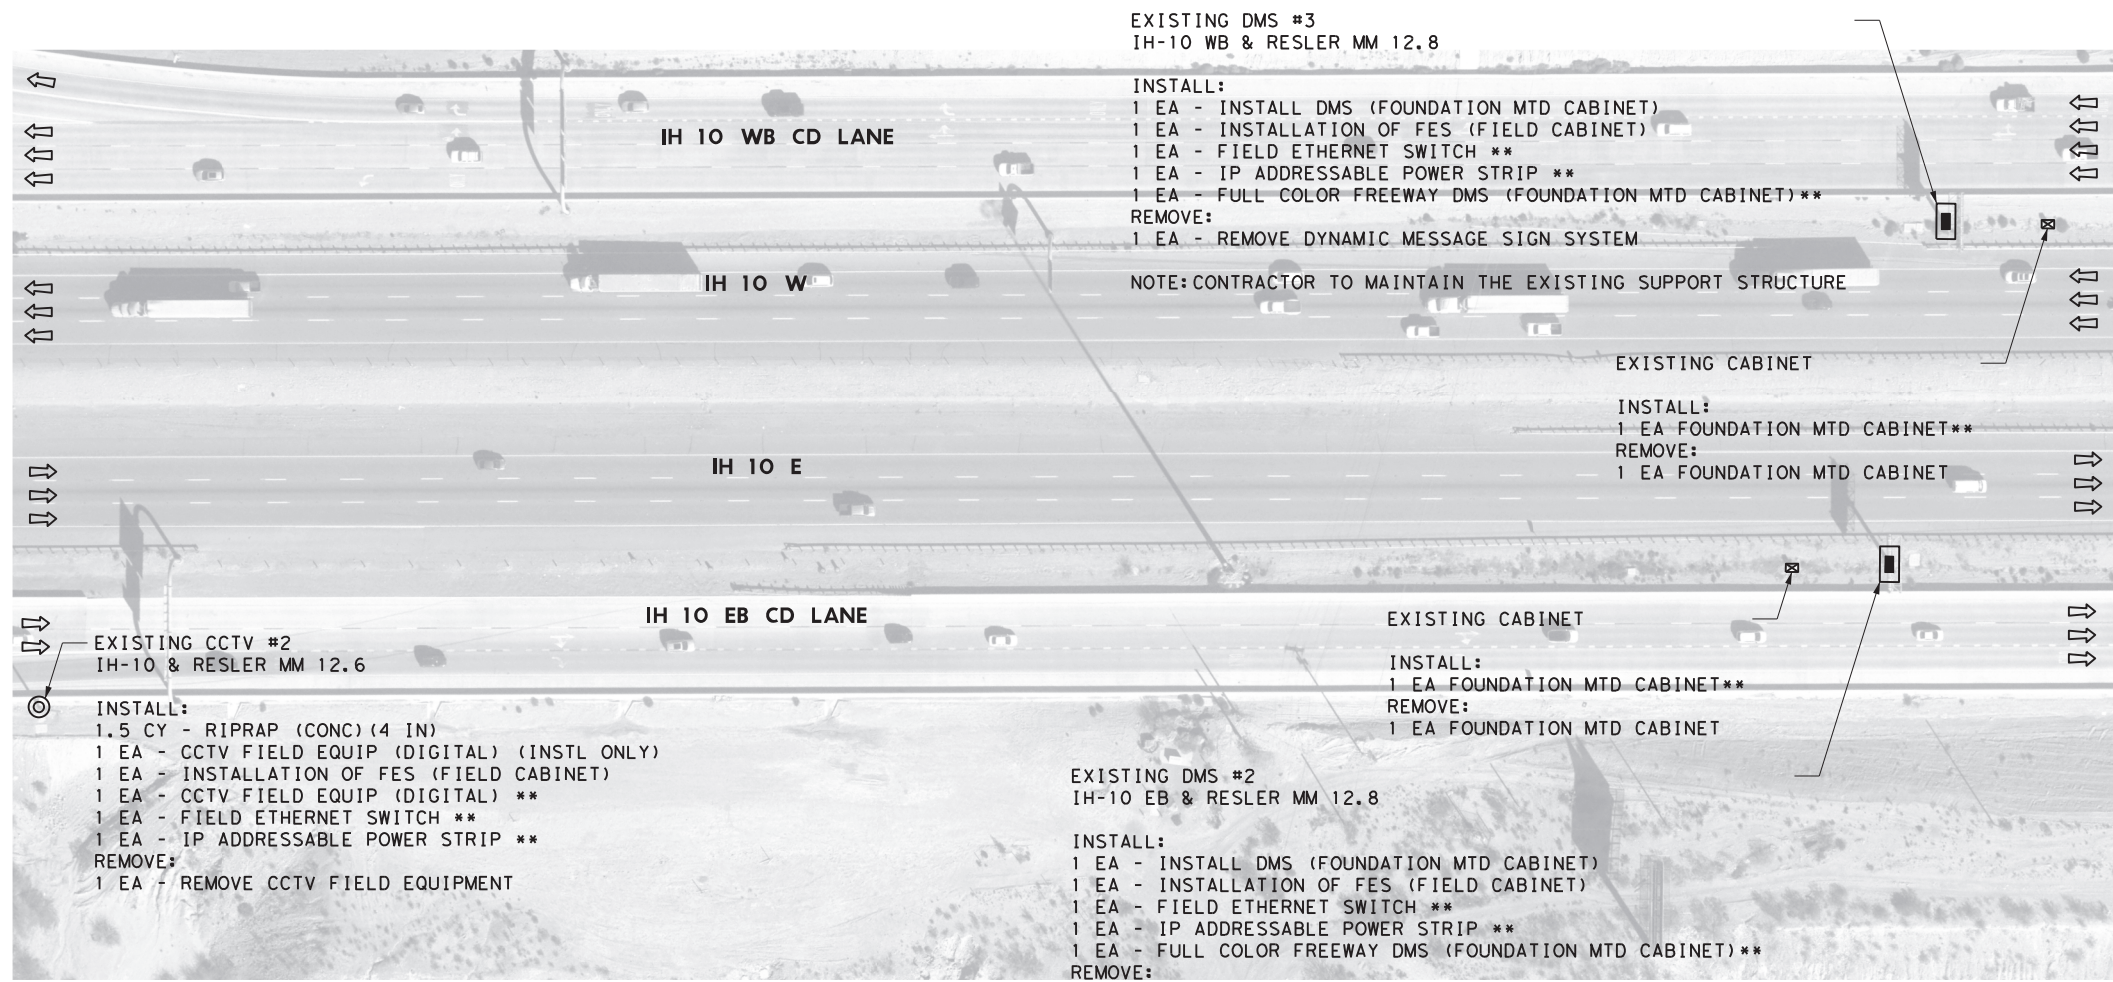 EXISTING DMS #3
IH-10 WB & RESLER MM 12.8
INSTALL:
1 EA - INSTALL DMS (FOUNDATION MTD CABINET)
1 EA - INSTALLATION OF FES (FIELD CABINET)
1 EA - FIELD ETHERNET SWITCH **
1 EA - IP ADDRESSABLE POWER STRIP **
1 EA - FULL COLOR FREEWAY DMS (FOUNDATION MTD CABINET)**
REMOVE:
1 EA - REMOVE DYNAMIC MESSAGE SIGN SYSTEM
NOTE:CONTRACTOR TO MAINTAIN THE EXISTING SUPPORT STRUCTURE
IH 10 WB CD LANE
IH 10 W
EXISTING CABINET
INSTALL:
1 EA FOUNDATION MTD CABINET**
REMOVE:
1 EA FOUNDATION MTD CABINET
IH 10 E
IH 10 EB CD LANE
EXISTING CABINET
INSTALL:
1 EA FOUNDATION MTD CABINET**
REMOVE:
1 EA FOUNDATION MTD CABINET
EXISTING CCTV #2
IH-10 & RESLER MM 12.6
INSTALL:
1.5 CY - RIPRAP (CONC)(4 IN)
1 EA - CCTV FIELD EQUIP (DIGITAL) (INSTL ONLY)
1 EA - INSTALLATION OF FES (FIELD CABINET)
1 EA - CCTV FIELD EQUIP (DIGITAL) **
1 EA - FIELD ETHERNET SWITCH **
1 EA - IP ADDRESSABLE POWER STRIP **
REMOVE:
1 EA - REMOVE CCTV FIELD EQUIPMENT
EXISTING DMS #2
IH-10 EB & RESLER MM 12.8
INSTALL:
1 EA - INSTALL DMS (FOUNDATION MTD CABINET)
1 EA - INSTALLATION OF FES (FIELD CABINET)
1 EA - FIELD ETHERNET SWITCH **
1 EA - IP ADDRESSABLE POWER STRIP **
1 EA - FULL COLOR FREEWAY DMS (FOUNDATION MTD CABINET)**
REMOVE: